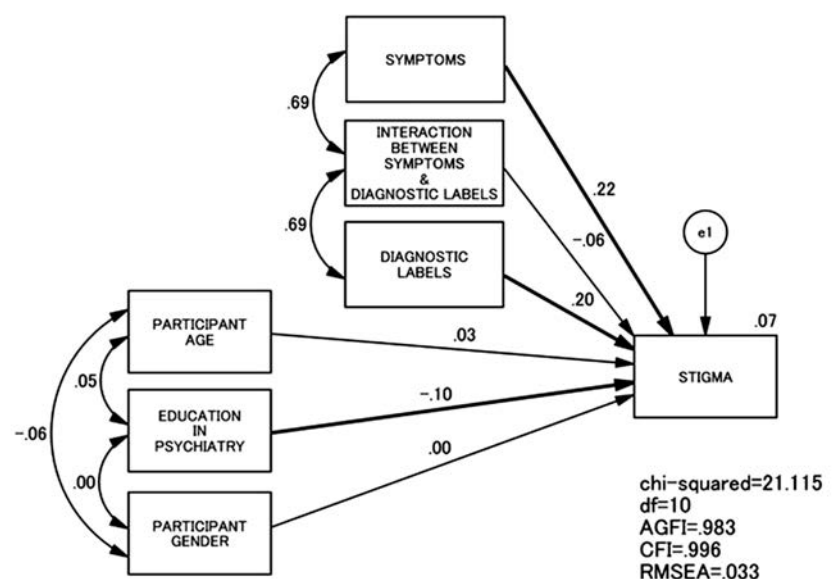 SYMPTOMS
.69
INTERACTION
BETWEEN
SYMPTOMS
&
DIAGNOSTIC LABELS
.22
-.06
e1
.69
DIAGNOSTIC
LABELS
.20
.07
PARTICIPANT
AGE
.03
STIGMA
.05
-.10
-.06
EDUCATION
IN
PSYCHIATRY
.00
.00
PARTICIPANT
GENDER
chi-squared=21.115
df=10
AGFI=.983
CFI=.996
RMSEA=.033